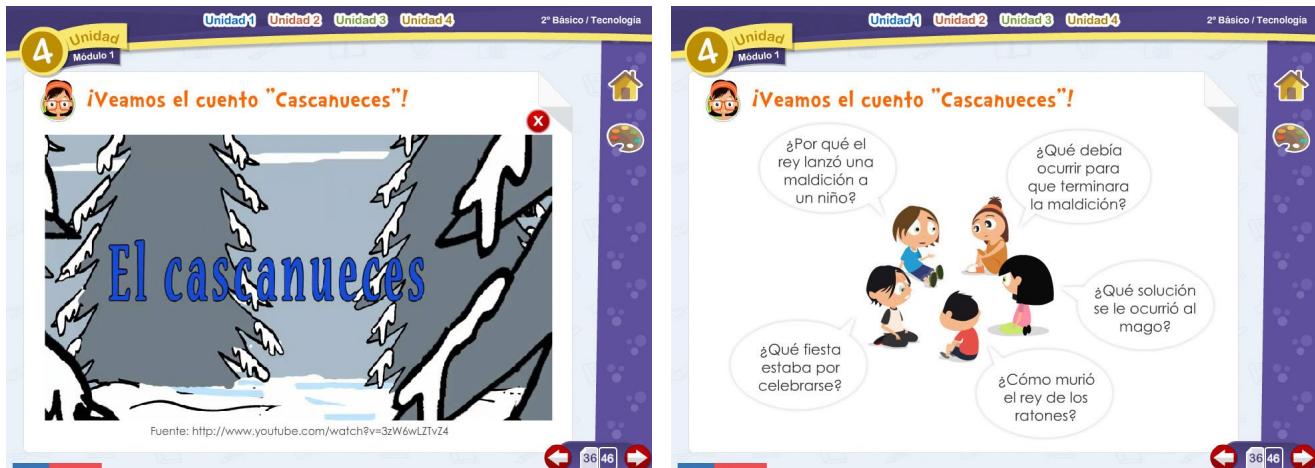 Unidad 1 Unidad 2 Unidad 3 Unidad 4
2º Básico / Tecnología
4
Unidad
Módulo 1
¡Veamos el cuento "Cascanueces"!
X
El cascanueces
Fuente: http://www.youtube.com/watch?v=3zW6wLZTvZ4
36 46
Unidad 1 Unidad 2 Unidad 3 Unidad 4
2º Básico / Tecnología
4
Unidad
Módulo 1
¡Veamos el cuento "Cascanueces"!
¿Por qué el
rey lanzó una
maldición a
un niño?
¿Qué debía
ocurrir para
que terminara
la maldición?
¿Qué solución
se le ocurrió al
mago?
¿Qué fiesta
estaba por
celebrarse?
¿Cómo murió
el rey de los
ratones?
36 46